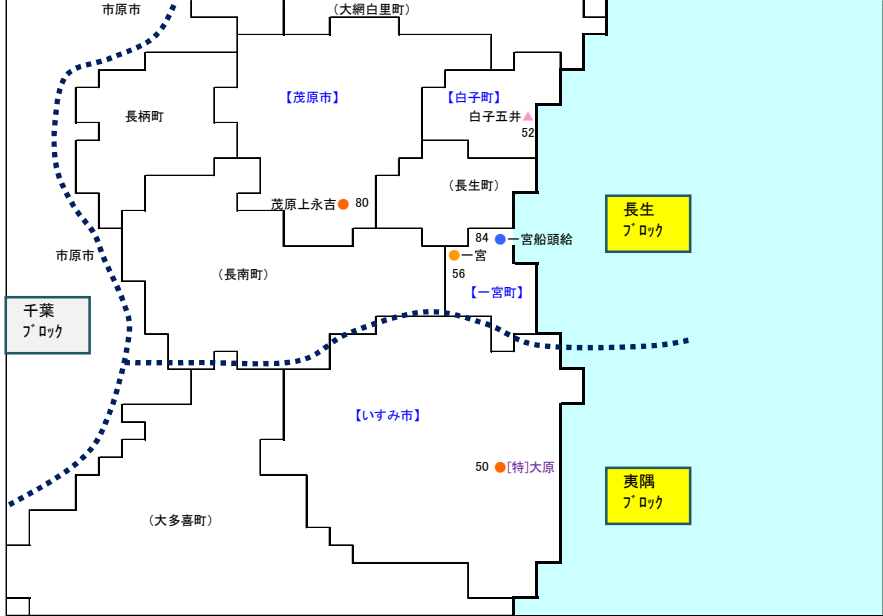 市原市
（大網白里町）
【茂原市】
【白子町】
長柄町
白子五井
52
（長生町）
茂原上永吉
80
長生
ﾌﾞﾛｯｸ
84
一宮船頭給
市原市
一宮
（長南町）
56
【一宮町】
千葉
ﾌﾞﾛｯｸ
【いすみ市】
50
[特]大原
夷隅
ﾌﾞﾛｯｸ
（大多喜町）